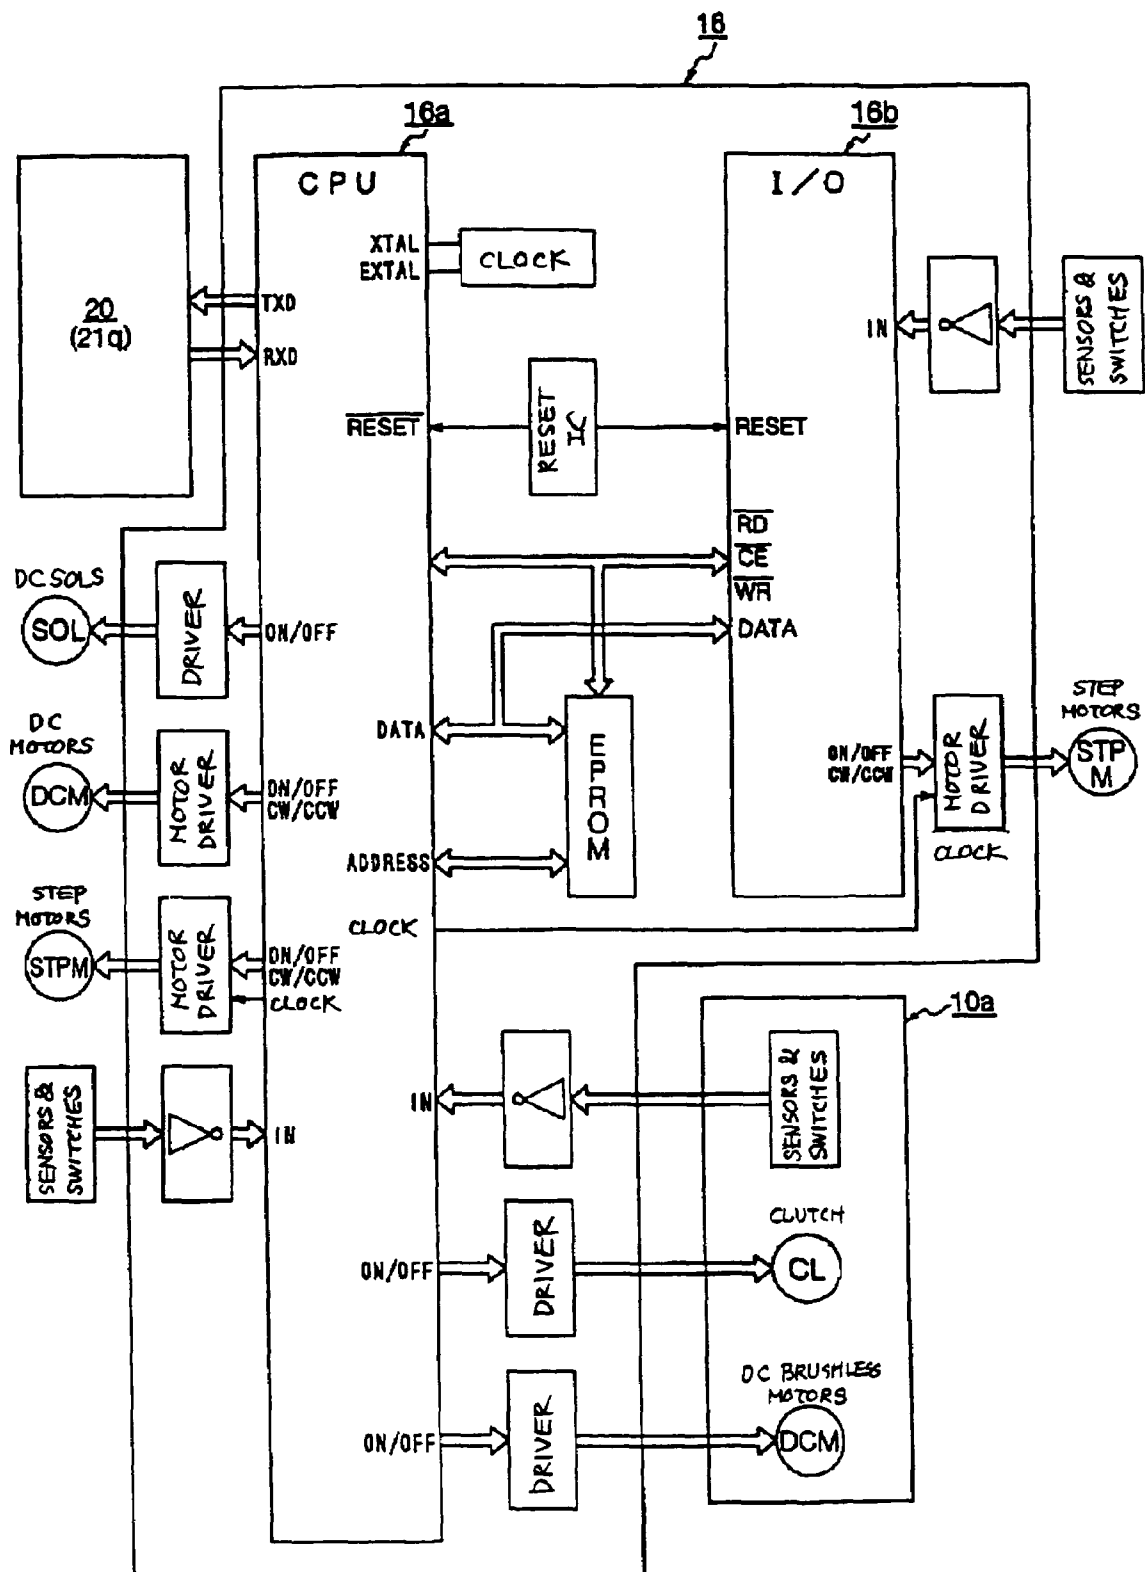 16
16a
16b
CPU
I/O
XTAL
EXTAL
CLOCK
20
(21q)
TXD
RXD
IN
SENSORS &
SWITCHES
RESET
RESET
IC
RESET
RD
CE
WR
DATA
DC SOLS
SOL
DRIVER
ON/OFF
DC
MOTORS
DCM
MOTOR
DRIVER
ON/OFF
CW/CCW
DATA
EPROM
ADDRESS
ON/OFF
CW/CCW
MOTOR
DRIVER
CLOCK
STEP
MOTORS
STP
M
STEP
MOTORS
STPM
MOTOR
DRIVER
ON/OFF
CW/CCW
CLOCK
CLOCK
10a
SENSORS &
SWITCHES
IN
IN
SENSORS &
SWITCHES
ON/OFF
DRIVER
CLUTCH
CL
ON/OFF
DRIVER
DC BRUSHLESS
MOTORS
DCM